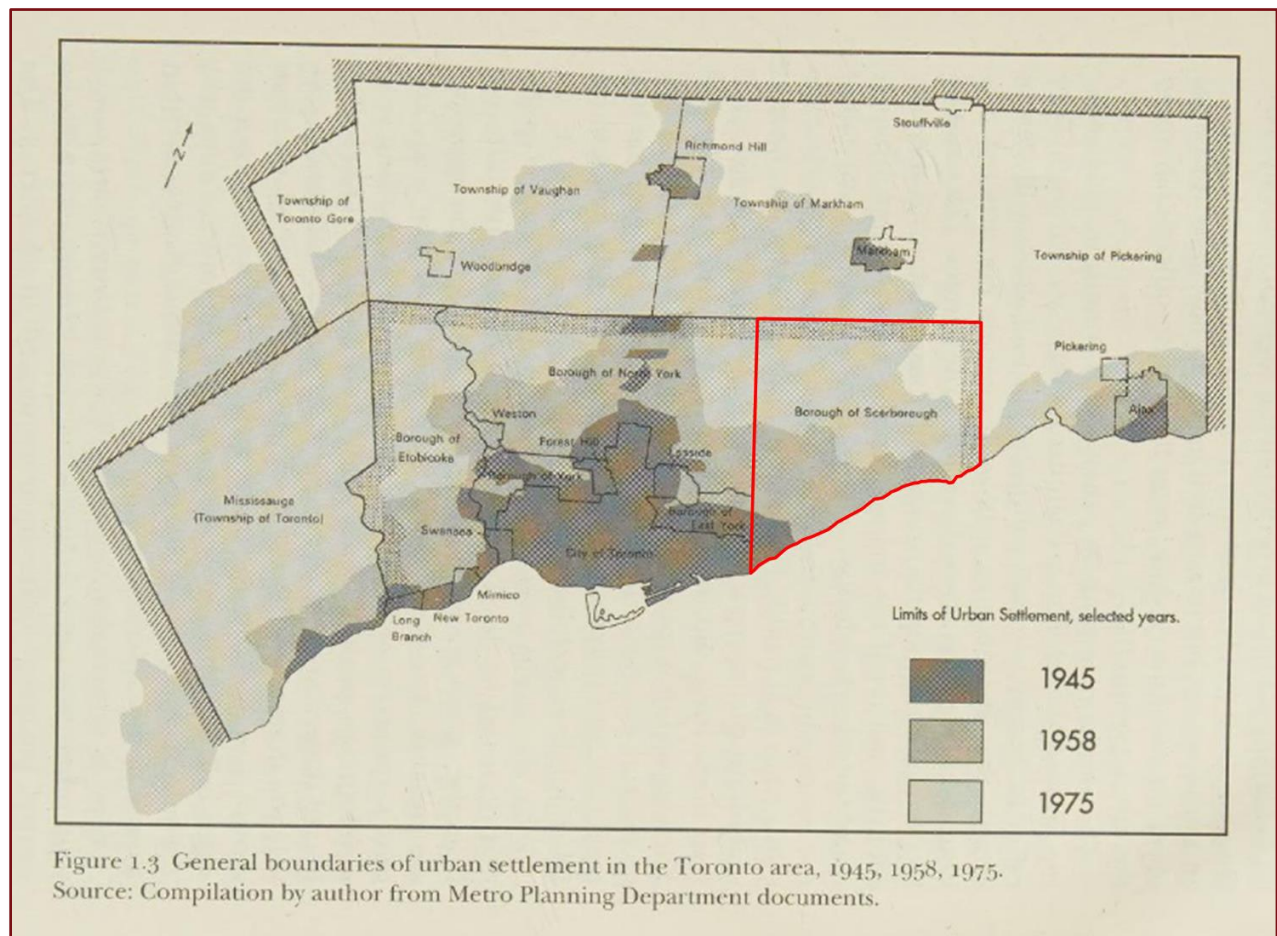 Stouffville
Richmond Hill
Township of Vaughan
Township of
Toronto Gore
Township of Markham
Markham
Woodbridge
Township of Pickering
N
Pickering
Ajax
Borough of North York
Borough of Scarborough
Weston
Forest Hill
Leaside
Borough of
Etobicoke
Borough of York
Mississauga
(Township of Toronto)
Borough of
East York
Swansea
City of Toronto
Mimico
New Toronto
Long
Branch
Limits of Urban Settlement, selected years.
1945
1958
1975
Figure 1.3 General boundaries of urban settlement in the Toronto area, 1945, 1958, 1975.
Source: Compilation by author from Metro Planning Department documents.